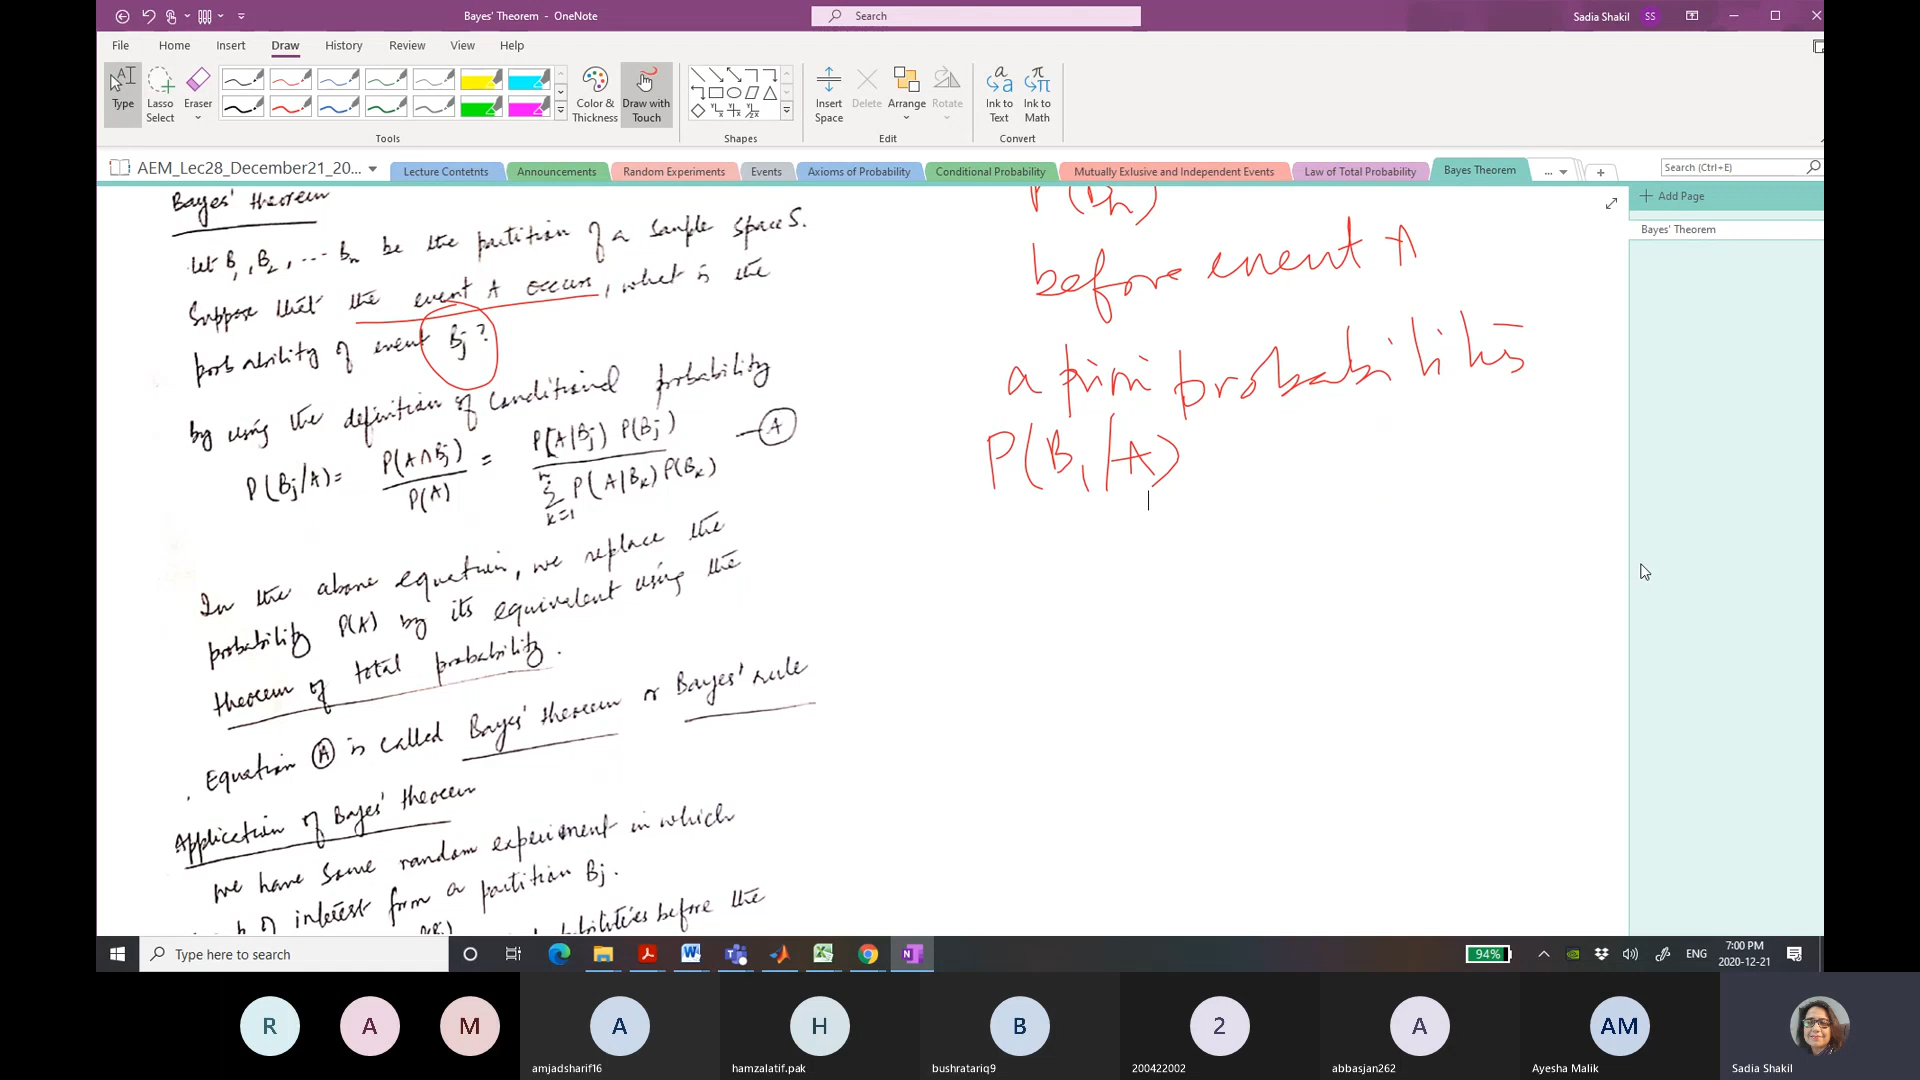 Bayes' Theorem - OneNote
Search
Sadia Shakil
SS
File Home Insert Draw History Review View Help
Type
Lasso Select
Eraser
Color & Thickness
Draw with Touch
Insert Space
Delete
Arrange
Rotate
Ink to Text
Ink to Math
Tools
Shapes
Edit
Convert
AEM_Lec28_December21_20...
Lecture Contetnts
Announcements
Random Experiments
Events
Axioms of Probability
Conditional Probability
Mutually Exlusive and Independent Events
Law of Total Probability
Bayes Theorem
...
Search (Ctrl+E)
Add Page
Bayes' Theorem
Bayes' theorem
let B1, B2, ... Bn be the partition of a sample space S.
Suppose that the event A occurs, what is the
probability of event Bj?
by using the definition of Conditional probability
P(Bj/A) = P(A∩Bj) / P(A) = P[A|Bj) P(Bj) / Σ k=1 n P(A|Bk) P(Bk) — A
In the above equation, we replace the
probability P(A) by its equivalent using the
theorem of total probability.
Equation A is called Bayes' theorem or Bayes' rule
Application of Bayes' theorem
We have some random experiment in which
of interest from a partition Bj.
before the
before event A
a priori probabilities
P(B1/A)
Type here to search
94%
ENG
7:00 PM
2020-12-21
R A M A H B 2 A AM
amjadsharif16
hamzalatif.pak
bushratariq9
200422002
abbasjan262
Ayesha Malik
Sadia Shakil